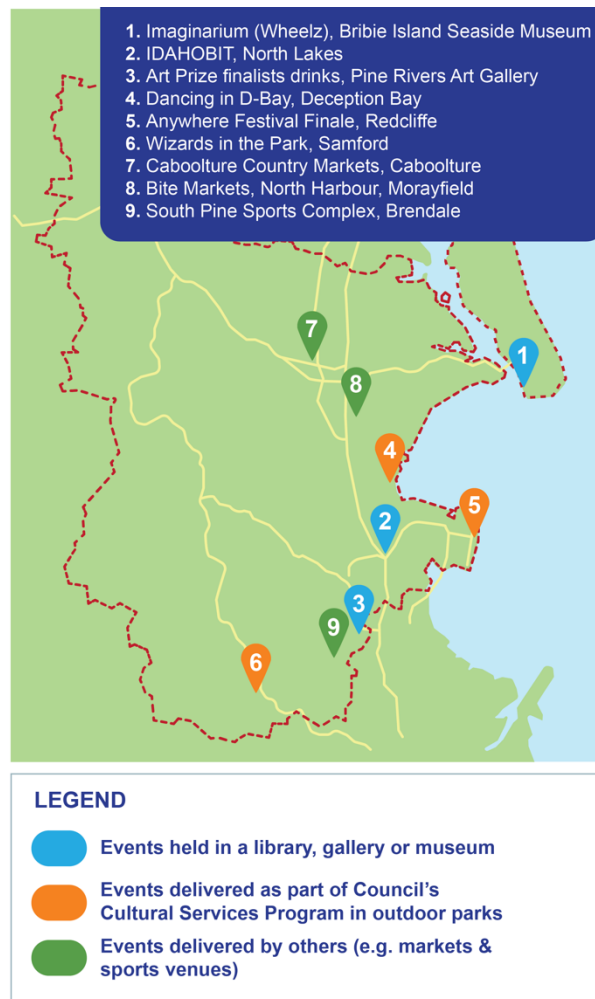 1. Imaginarium (Wheelz), Bribie Island Seaside Museum
2. IDAHOBIT, North Lakes
3. Art Prize finalists drinks, Pine Rivers Art Gallery
4. Dancing in D-Bay, Deception Bay
5. Anywhere Festival Finale, Redcliffe
6. Wizards in the Park, Samford
7. Caboolture Country Markets, Caboolture
8. Bite Markets, North Harbour, Morayfield
9. South Pine Sports Complex, Brendale
7
1
8
4
5
2
3
9
6
LEGEND
Events held in a library, gallery or museum
Events delivered as part of Council’s
Cultural Services Program in outdoor parks
Events delivered by others (e.g. markets &
sports venues)